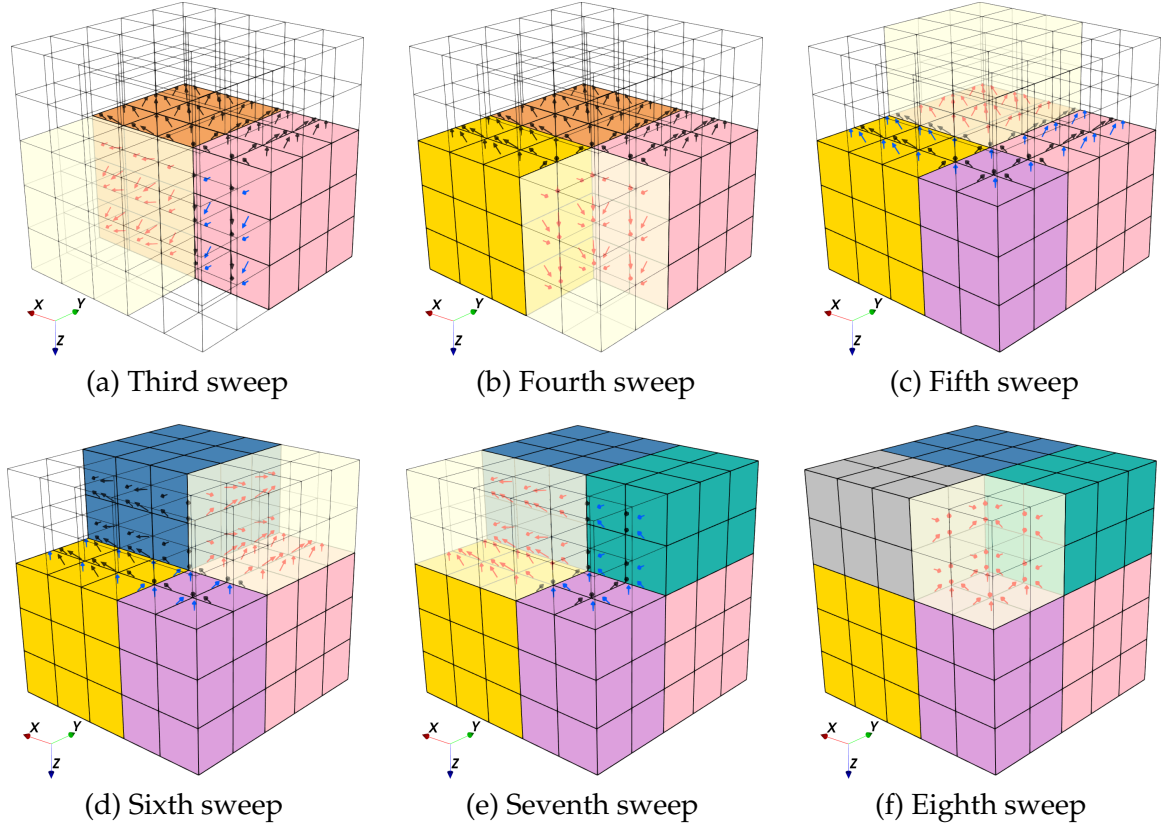 X Y
Z
X Y
Z
X Y
Z
(a) Third sweep
(b) Fourth sweep
(c) Fifth sweep
X Y
Z
X Y
Z
X Y
Z
(d) Sixth sweep
(e) Seventh sweep
(f) Eighth sweep